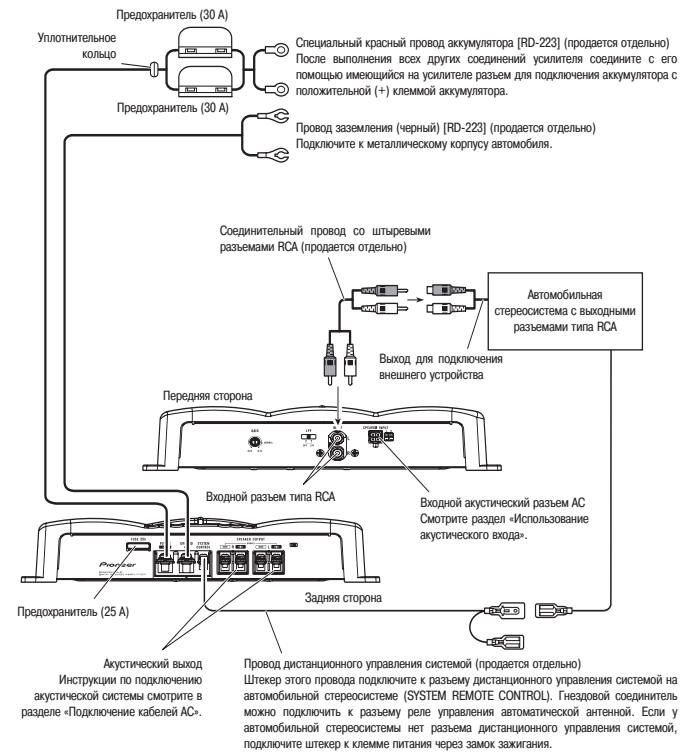 Предохранитель (30 А)
Уплотнительное
кольцо
Специальный красный провод аккумулятора [RD-223] (продается отдельно)
После выполнения всех других соединений усилителя соедините с его
помощью имеющийся на усилителе разъем для подключения аккумулятора с
положительной (+) клеммой аккумулятора.
Предохранитель (30 А)
Провод заземления (черный) [RD-223] (продается отдельно)
Подключите к металлическому корпусу автомобиля.
Соединительный провод со штыревыми
разъемами RCA (продается отдельно)
Автомобильная
стереосистема с выходными
разъемами типа RCA
Выход для подключения
внешнего устройства
Передняя сторона
GAIN
LPF
SPEAKER INPUT
Входной разъем типа RCA
Входной акустический разъем АС
Смотрите раздел «Использование
акустического входа».
FUSE 25A
SYSTEM
CONTROL
SPEAKER OUTPUT
Pioneer
Предохранитель (25 А)
Задняя сторона
Акустический выход
Инструкции по подключению
акустической системы смотрите в
разделе «Подключение кабелей АС».
Провод дистанционного управления системой (продается отдельно)
Штекер этого провода подключите к разъему дистанционного управления системой на
автомобильной стереосистеме (SYSTEM REMOTE CONTROL). Гнездовой соединитель
можно подключить к разъему реле управления автоматической антенной. Если у
автомобильной стереосистемы нет разъема дистанционного управления системой,
подключите штекер к клемме питания через замок зажигания.